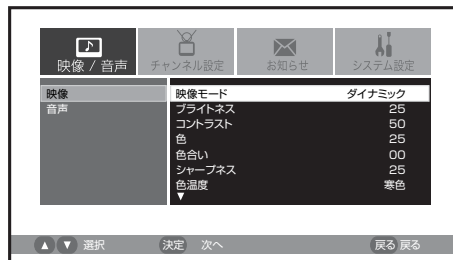 映像 / 音声 チャンネル設定 お知らせ システム設定
映像
音声
映像モード ダイナミック
ブライトネス 25
コントラスト 50
色 25
色合い 00
シャープネス 25
色温度 寒色
▼
▲ ▼ 選択 決定 次へ 戻る 戻る